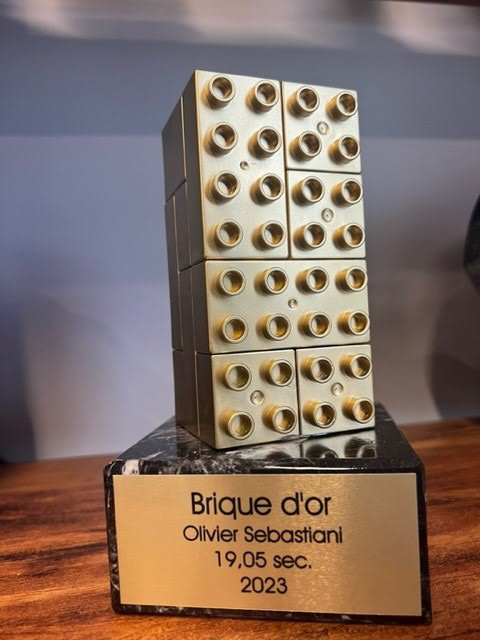 Brique d'or
Olivier Sebastiani
19,05 sec.
2023